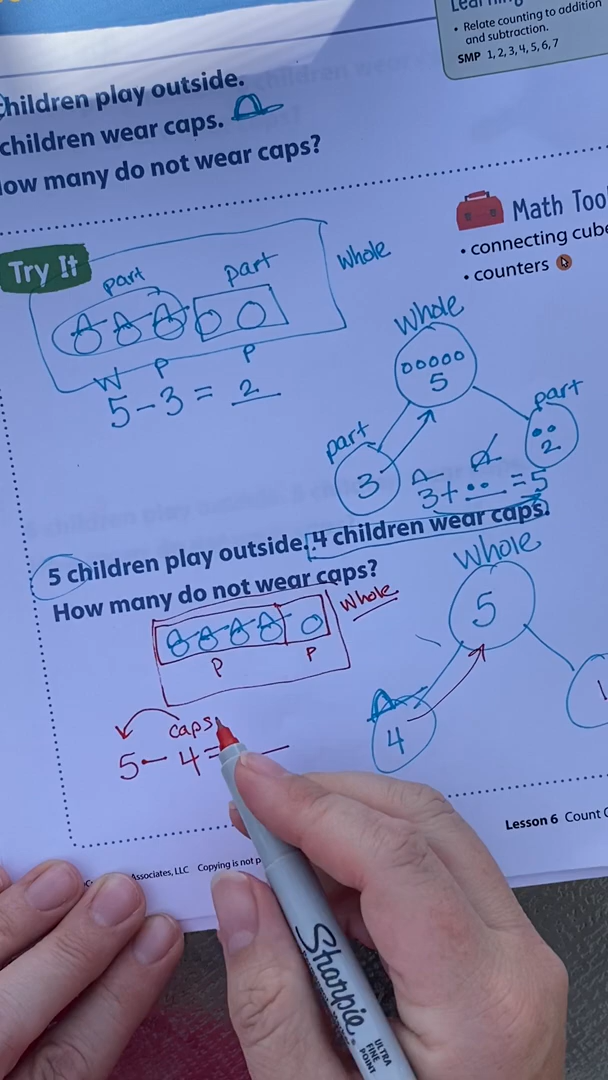 Learning
• Relate counting to addition
and subtraction.
SMP 1, 2, 3, 4, 5, 6, 7
Children play outside.
children wear caps.
How many do not wear caps?
Try It
Math Too
• connecting cube
• counters
part
part
Whole
W P P
5 - 3 = 2
Whole
5
part
3
part
2
3 + = 5
5 children play outside. 4 children wear caps.
How many do not wear caps?
Whole
P
P
caps
5 - 4 =
Whole
5
4
1
Lesson 6 Count
Associates, LLC Copying is not p
Sharpie
ULTRA
FINE
POINT